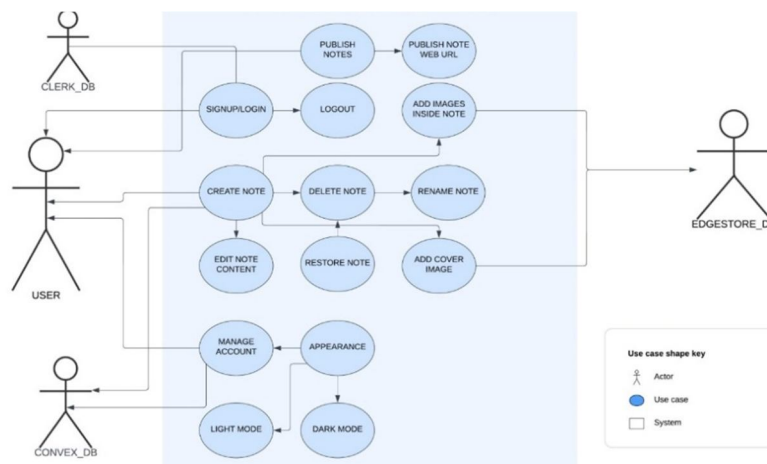 PUBLISH
NOTES
PUBLISH NOTE
WEB URL
CLERK_DB
SIGNUP/LOGIN
LOGOUT
ADD IMAGES
INSIDE NOTE
CREATE NOTE
DELETE NOTE
RENAME NOTE
EDGESTORE_D
EDIT NOTE
CONTENT
RESTORE NOTE
ADD COVER
IMAGE
USER
MANAGE
ACCOUNT
APPEARANCE
Use case shape key
Actor
Use case
System
LIGHT MODE
DARK MODE
CONVEX_DB